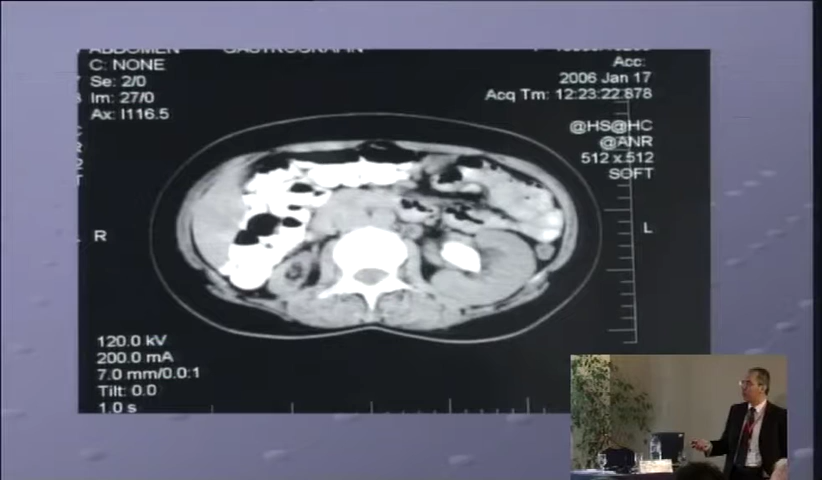 ABDOMEN GASTROGRAFIN
C: NONE
Se: 2/0
Im: 27/0
Ax: I116.5
Acc:
2006 Jan 17
Acq Tm: 12:23:22.878
@HS@HC
@ANR
512 x 512
SOFT
R
L
120.0 kV
200.0 mA
7.0 mm/0.0:1
Tilt: 0.0
1.0 s